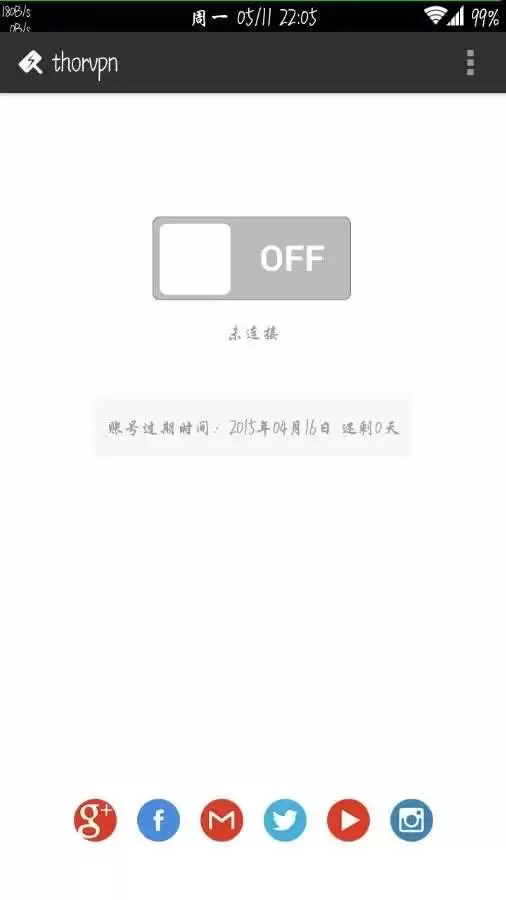 180B/s
0B/s
周一 05/11 22:05
99%
thorvpn
OFF
未连接
账号过期时间：2015年04月16日 还剩0天
g+
f
M